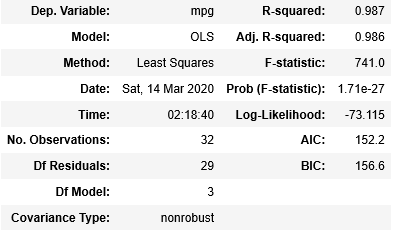 Dep. Variable: mpg R-squared: 0.987
Model: OLS Adj. R-squared: 0.986
Method: Least Squares F-statistic: 741.0
Date: Sat, 14 Mar 2020 Prob (F-statistic): 1.71e-27
Time: 02:18:40 Log-Likelihood: -73.115
No. Observations: 32 AIC: 152.2
Df Residuals: 29 BIC: 156.6
Df Model: 3
Covariance Type: nonrobust